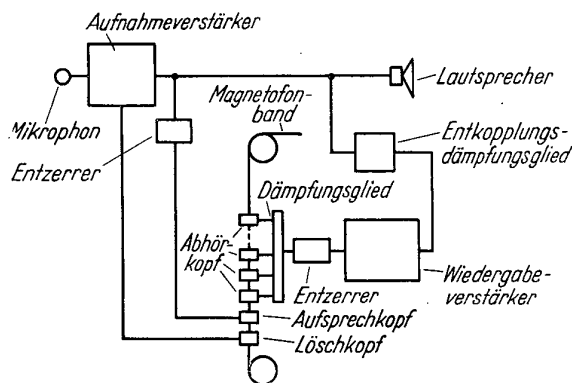 Aufnahmeverstärker
Mikrophon
Lautsprecher
Magnetofon-
band
Entzerrer
Entkopplungs-
dämpfungsglied
Dämpfungsglied
Abhör-
kopf
Entzerrer
Wiedergabe-
verstärker
Aufsprechkopf
Löschkopf